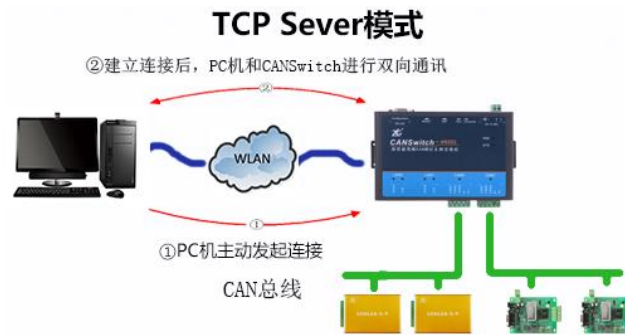 TCP Sever模式
②建立连接后，PC机和CANSwitch进行双向通讯
②
WLAN
CANSwitch
①
①PC机主动发起连接
CAN总线